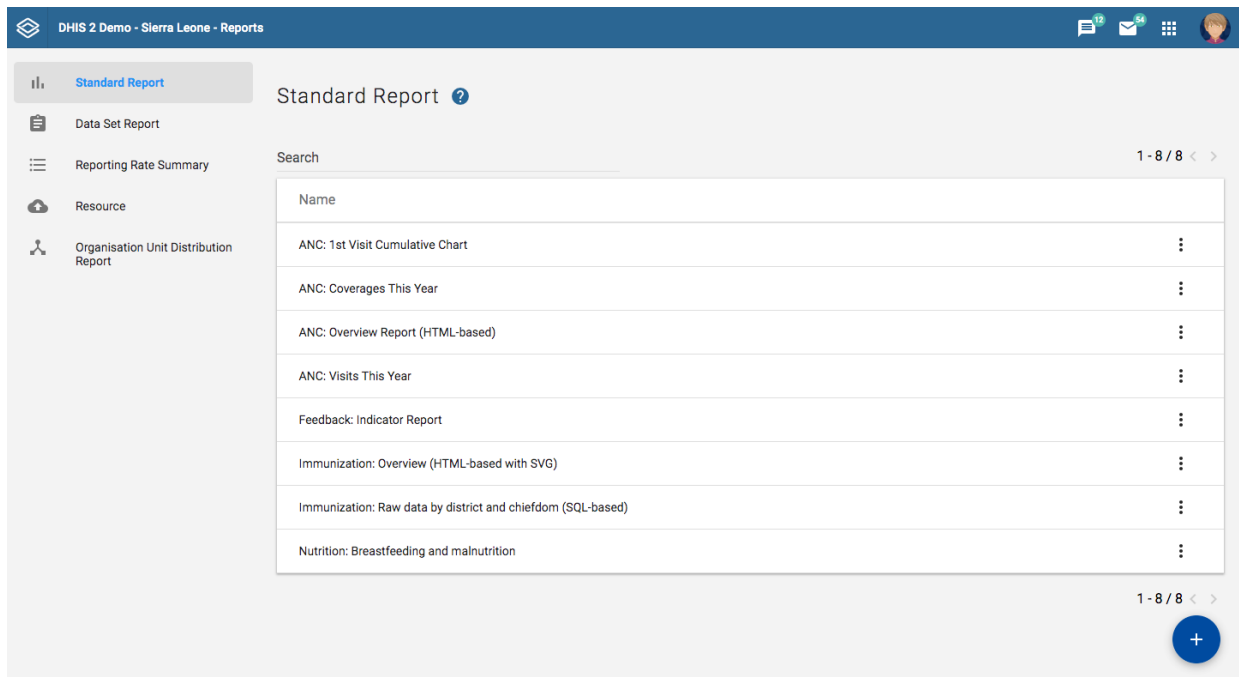 DHIS 2 Demo - Sierra Leone - Reports
12
54
Standard Report
Data Set Report
Reporting Rate Summary
Resource
Organisation Unit Distribution
Report
Standard Report ?
Search
1 - 8 / 8 < >
Name
ANC: 1st Visit Cumulative Chart
ANC: Coverages This Year
ANC: Overview Report (HTML-based)
ANC: Visits This Year
Feedback: Indicator Report
Immunization: Overview (HTML-based with SVG)
Immunization: Raw data by district and chiefdom (SQL-based)
Nutrition: Breastfeeding and malnutrition
1 - 8 / 8 < >
+